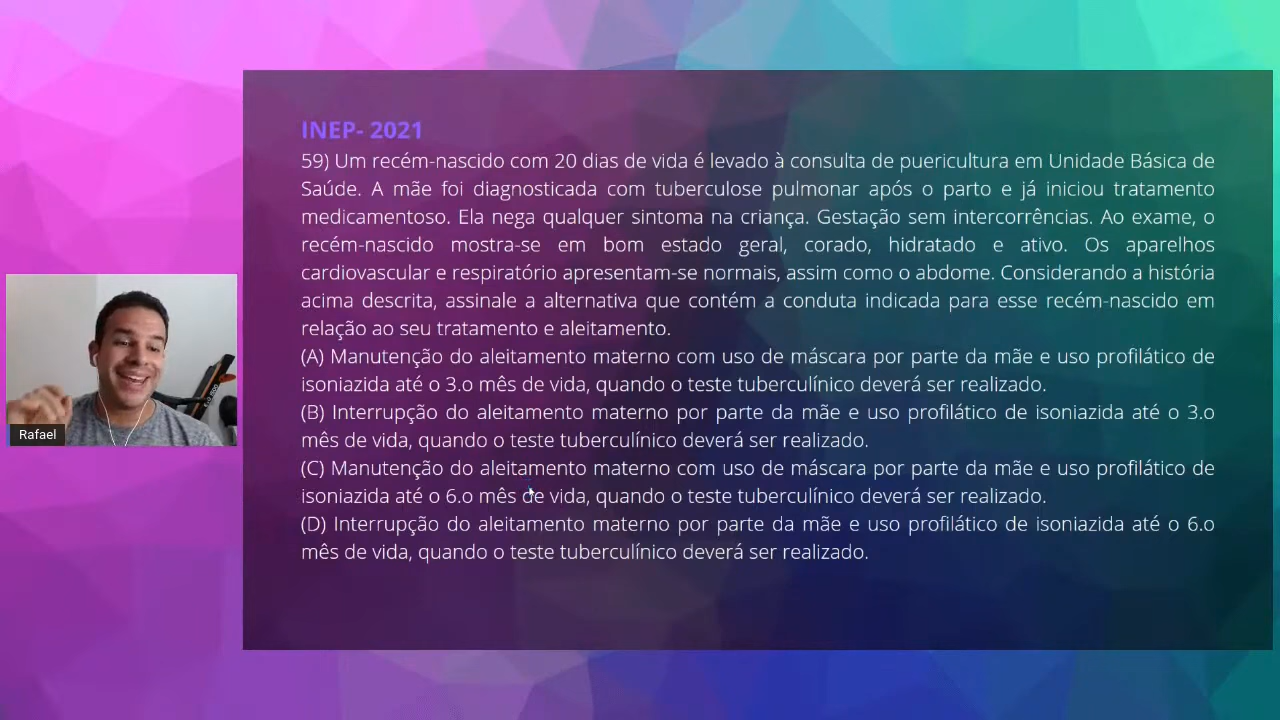 INEP- 2021
59) Um recém-nascido com 20 dias de vida é levado à consulta de puericultura em Unidade Básica de
Saúde. A mãe foi diagnosticada com tuberculose pulmonar após o parto e já iniciou tratamento
medicamentoso. Ela nega qualquer sintoma na criança. Gestação sem intercorrências. Ao exame, o
recém-nascido mostra-se em bom estado geral, corado, hidratado e ativo. Os aparelhos
cardiovascular e respiratório apresentam-se normais, assim como o abdome. Considerando a história
acima descrita, assinale a alternativa que contém a conduta indicada para esse recém-nascido em
relação ao seu tratamento e aleitamento.
(A) Manutenção do aleitamento materno com uso de máscara por parte da mãe e uso profilático de
isoniazida até o 3.o mês de vida, quando o teste tuberculínico deverá ser realizado.
(B) Interrupção do aleitamento materno por parte da mãe e uso profilático de isoniazida até o 3.o
mês de vida, quando o teste tuberculínico deverá ser realizado.
(C) Manutenção do aleitamento materno com uso de máscara por parte da mãe e uso profilático de
isoniazida até o 6.o mês de vida, quando o teste tuberculínico deverá ser realizado.
(D) Interrupção do aleitamento materno por parte da mãe e uso profilático de isoniazida até o 6.o
mês de vida, quando o teste tuberculínico deverá ser realizado.
Rafael